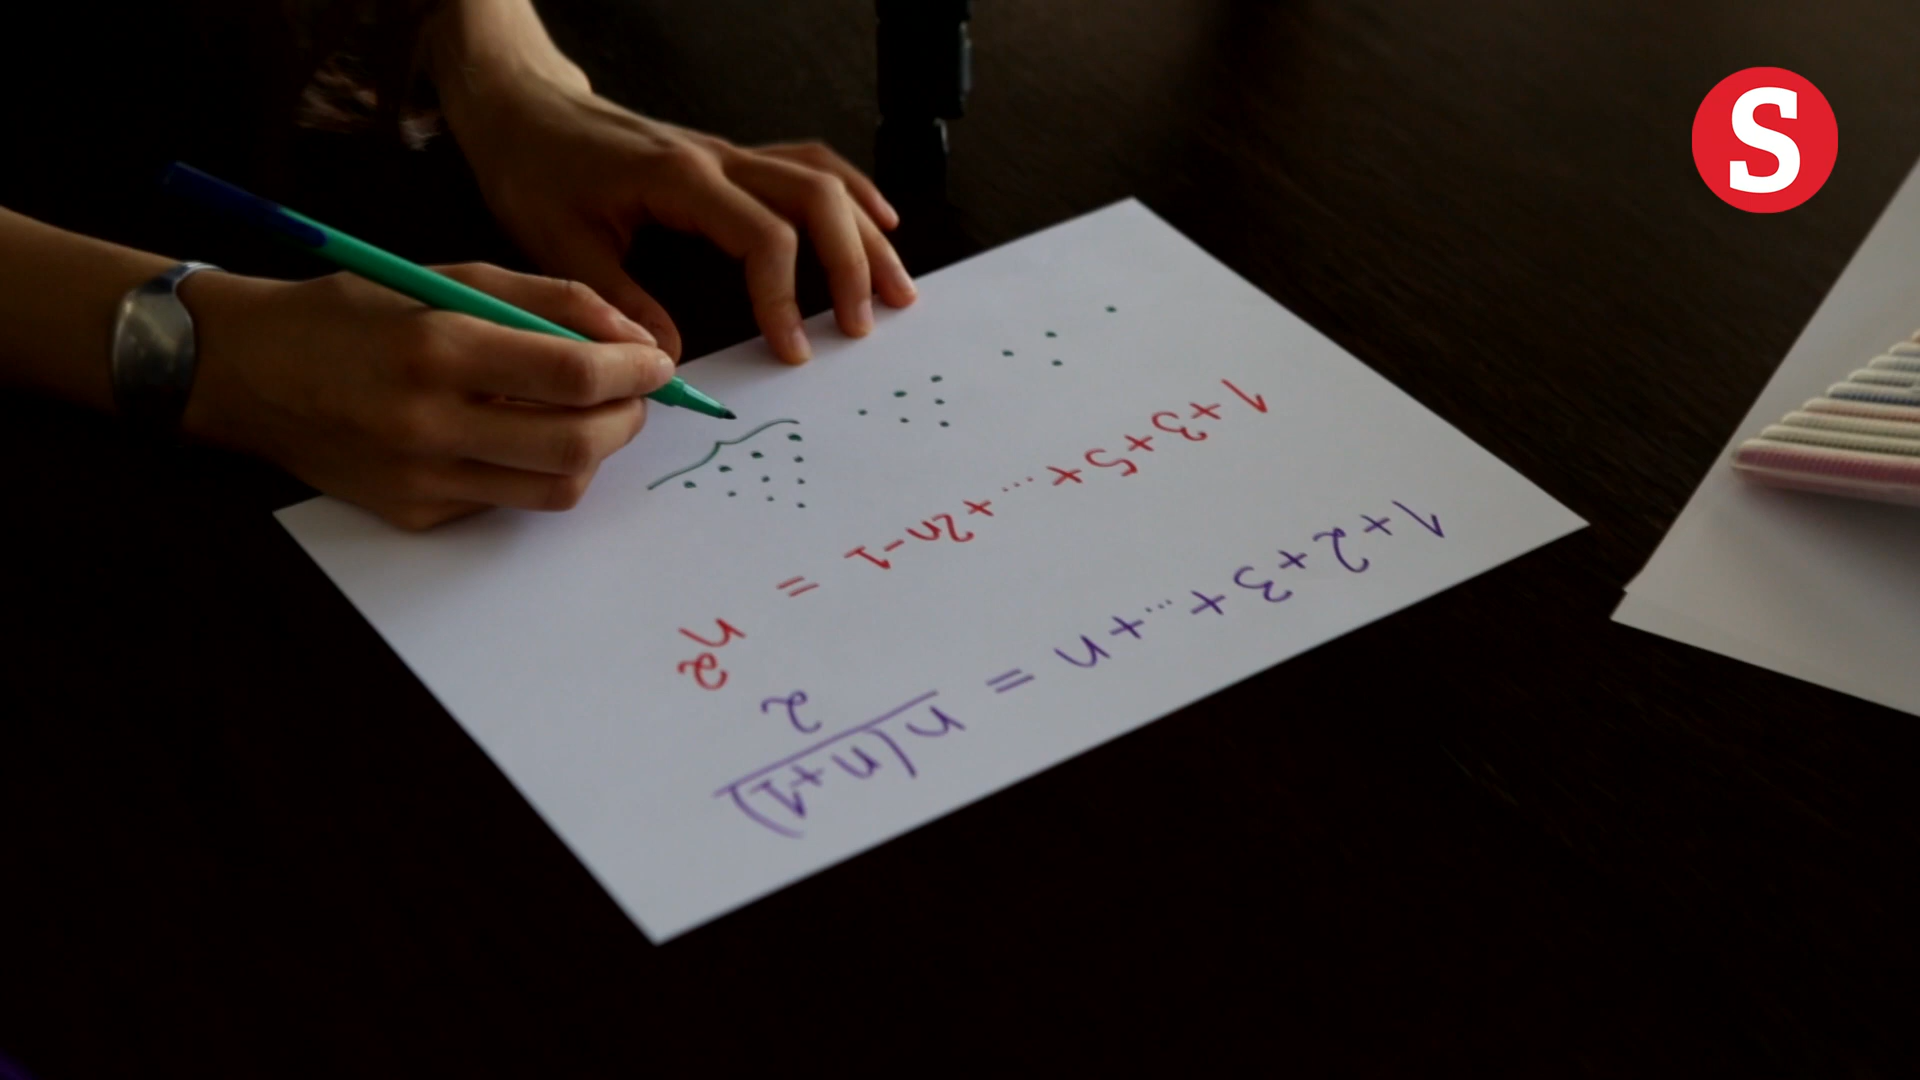 1+2+3+...+n = n(n+1)/2
1+3+5+...+2n-1 = n²
S